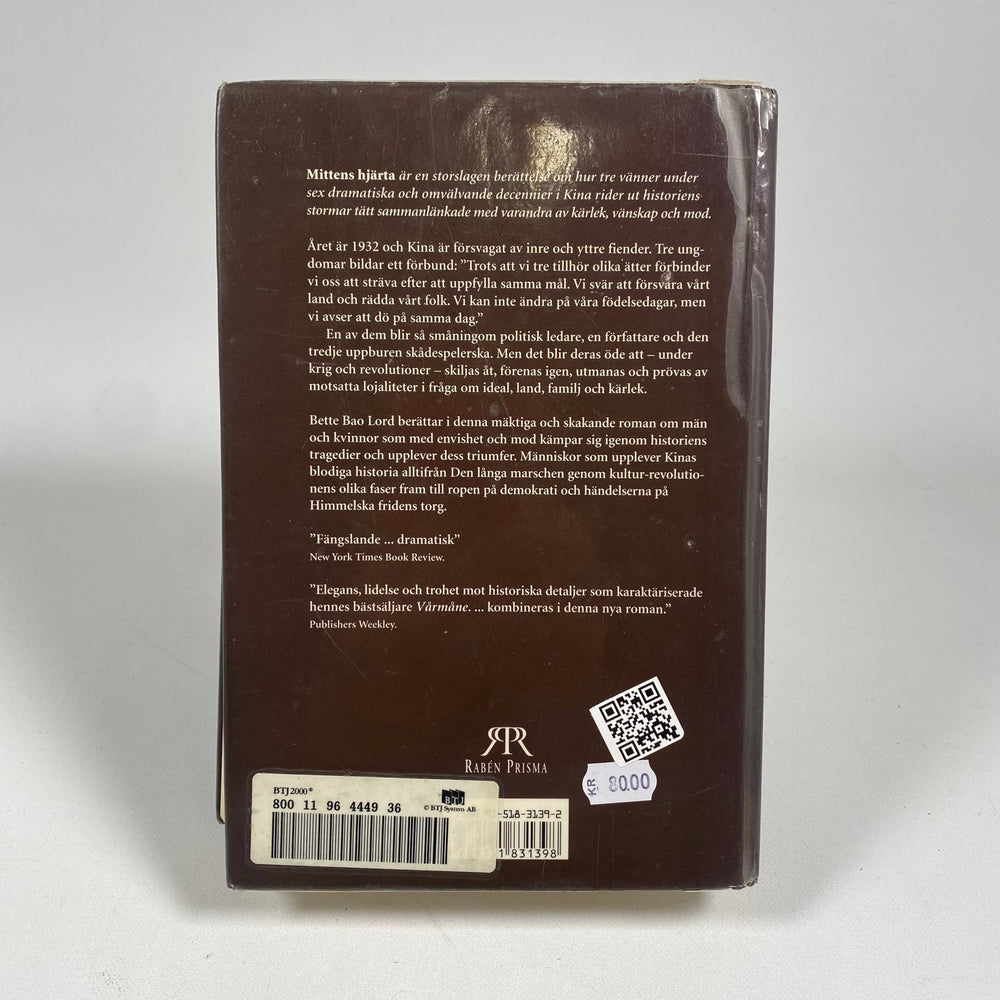 Mittens hjärta är en storslagen berättelse om hur tre vänner under
sex dramatiska och omvälvande decennier i Kina rider ut historiens
stormar tätt sammanlänkade med varandra av kärlek, vänskap och mod.
Året är 1932 och Kina är försvagat av inre och yttre fiender. Tre ung-
domar bildar ett förbund: ”Trots att vi tre tillhör olika ätter förbinder
vi oss att sträva efter att uppfylla samma mål. Vi svär att försvara vårt
land och rädda vårt folk. Vi kan inte ändra på våra födelsedagar, men
vi avser att dö på samma dag.”
En av dem blir så småningom politisk ledare, en författare och den
tredje uppburen skådespelerska. Men det blir deras öde att – under
krig och revolutioner – skiljas åt, förenas igen, utmanas och prövas av
motsatta lojaliteter i fråga om ideal, land, familj och kärlek.
Bette Bao Lord berättar i denna mäktiga och skakande roman om män
och kvinnor som med envishet och mod kämpar sig igenom historiens
tragedier och upplever dess triumfer. Människor som upplever Kinas
blodiga historia alltifrån Den långa marschen genom kultur-revolutio-
nens olika faser fram till ropen på demokrati och händelserna på
Himmelska fridens torg.
”Fängslande ... dramatisk”
New York Times Book Review.
”Elegans, lidelse och trohet mot historiska detaljer som karaktäriserade
hennes bästsäljare Vårmåne. ... kombineras i denna nya roman.”
Publishers Weekley.
RABÉN PRISMA
KR 80.00
BTJ2000*
800 11 96 4449 36
BTJ
© BTJ System AB
-518-3139-2
831398